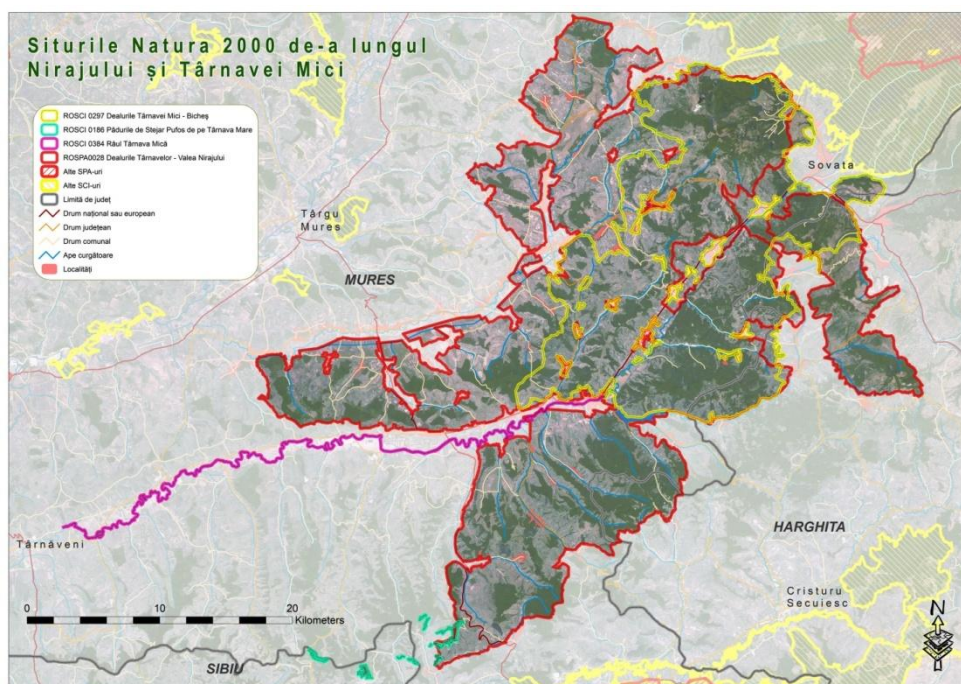 Siturile Natura 2000 de-a lungul
Nirajului și Târnavei Mici
ROSCI 0297 Dealurile Târnavei Mici - Bicheș
ROSCI 0186 Pădurile de Stejar Pufos de pe Târnava Mare
ROSCI 0384 Râul Târnava Mică
ROSPA0028 Dealurile Târnavelor - Valea Nirajului
Alte SPA-uri
Alte SCI-uri
Limită de județ
Drum național sau european
Drum județean
Drum comunal
Ape curgătoare
Localități
Sovata
Târgu
Mureș
MUREȘ
Târnăveni
HARGHITA
Cristuru
Secuiesc
0 10 20
Kilometers
SIBIU
N